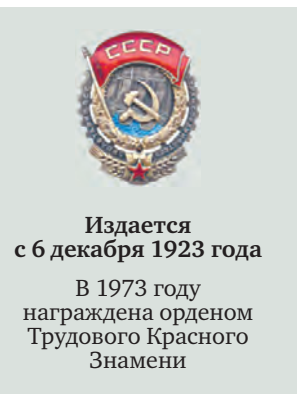 СССР
Издается
с 6 декабря 1923 года
В 1973 году
награждена орденом
Трудового Красного
Знамени